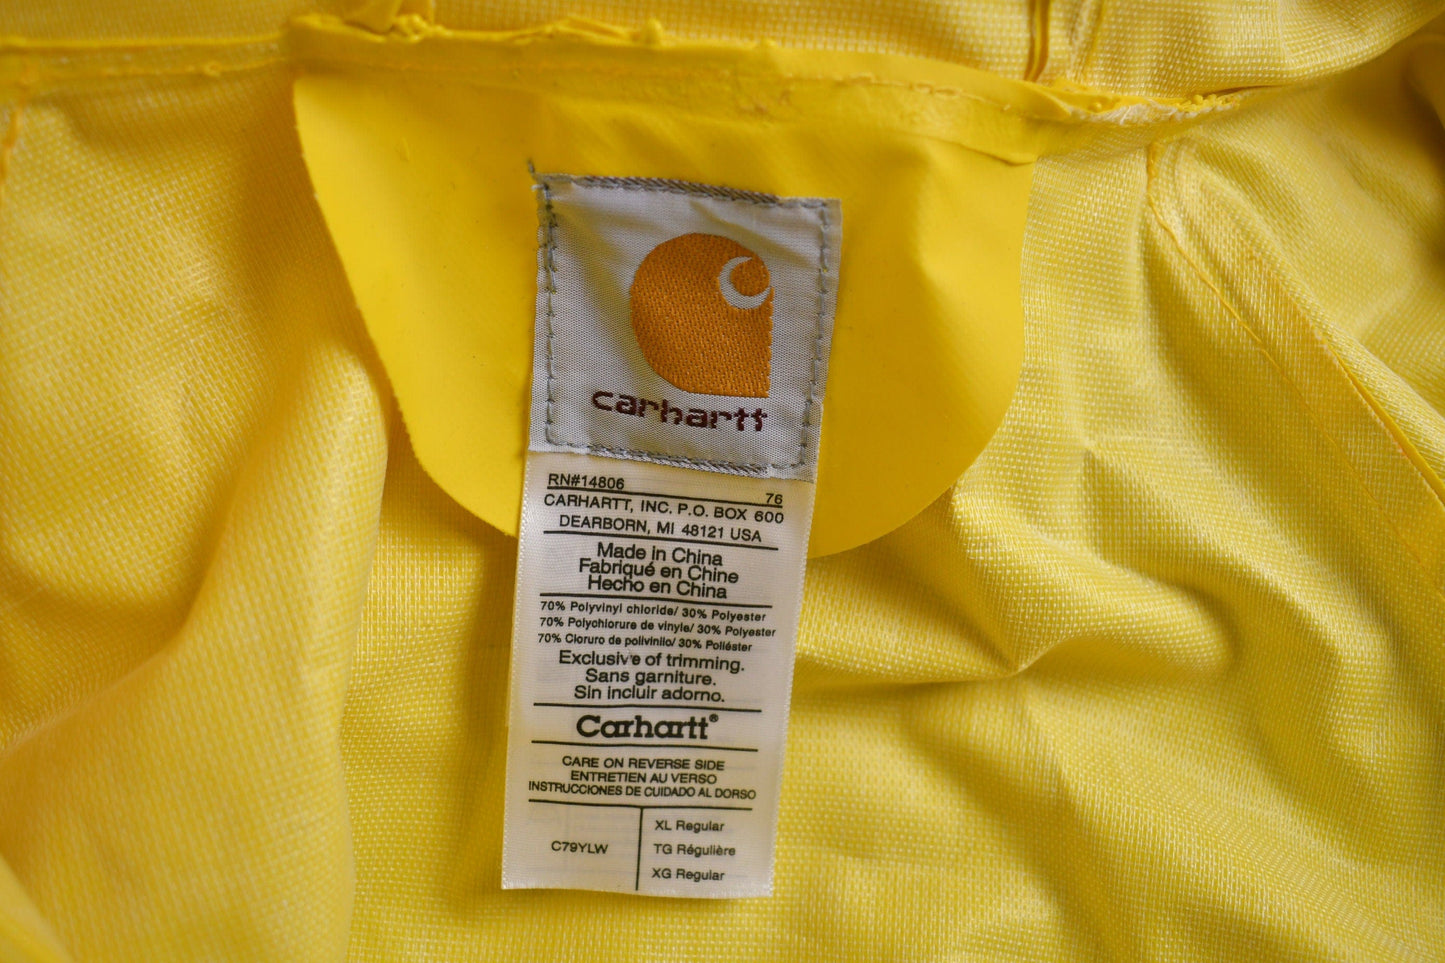 carhartt
RN#14806 76
CARHARTT, INC. P.O. BOX 600
DEARBORN, MI 48121 USA
Made in China
Fabriqué en Chine
Hecho en China
70% Polyvinyl chloride/ 30% Polyester
70% Polychlorure de vinyle/ 30% Polyester
70% Cloruro de polivinilo/ 30% Poliéster
Exclusive of trimming.
Sans garniture.
Sin incluir adorno.
Carhartt®
CARE ON REVERSE SIDE
ENTRETIEN AU VERSO
INSTRUCCIONES DE CUIDADO AL DORSO
C79YLW
XL Regular
TG Régulière
XG Regular